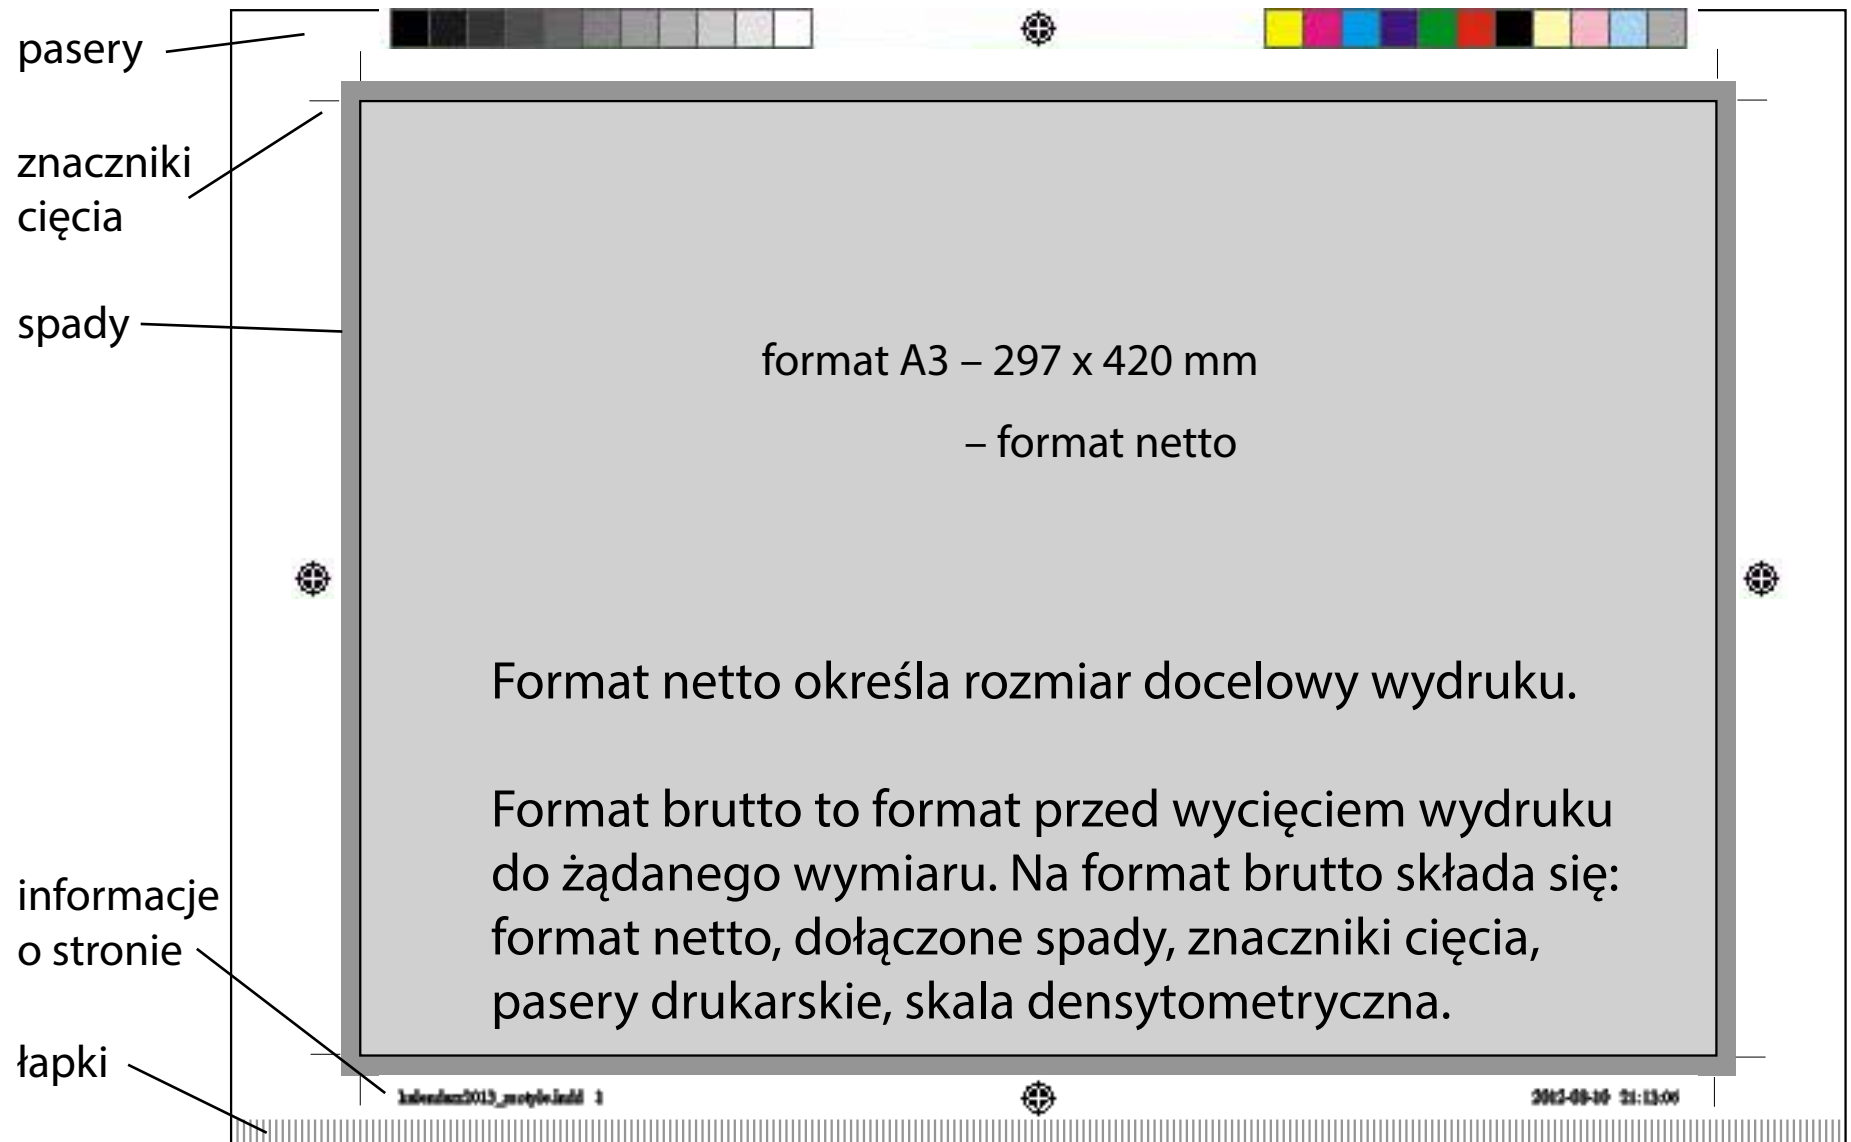 pasery
znaczniki
cięcia
spady
format A3 – 297 x 420 mm
– format netto
Format netto określa rozmiar docelowy wydruku.
Format brutto to format przed wycięciem wydruku
do żądanego wymiaru. Na format brutto składa się:
format netto, dołączone spady, znaczniki cięcia,
pasery drukarskie, skala densytometryczna.
informacje
o stronie
łapki
1